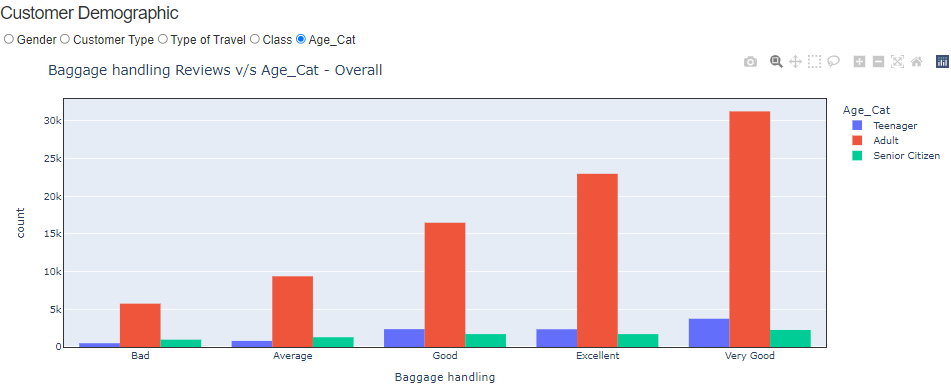 Customer Demographic
Gender Customer Type Type of Travel Class Age_Cat
Baggage handling Reviews v/s Age_Cat - Overall
Age_Cat
Teenager
Adult
Senior Citizen
30k
25k
20k
15k
10k
5k
0
count
Bad Average Good Excellent Very Good
Baggage handling